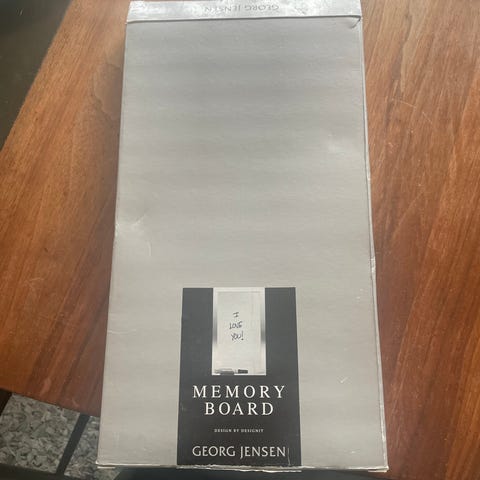 GEORG JENSEN
I
LOVE
YOU!
MEMORY
BOARD
DESIGN BY DESIGNIT
GEORG JENSEN